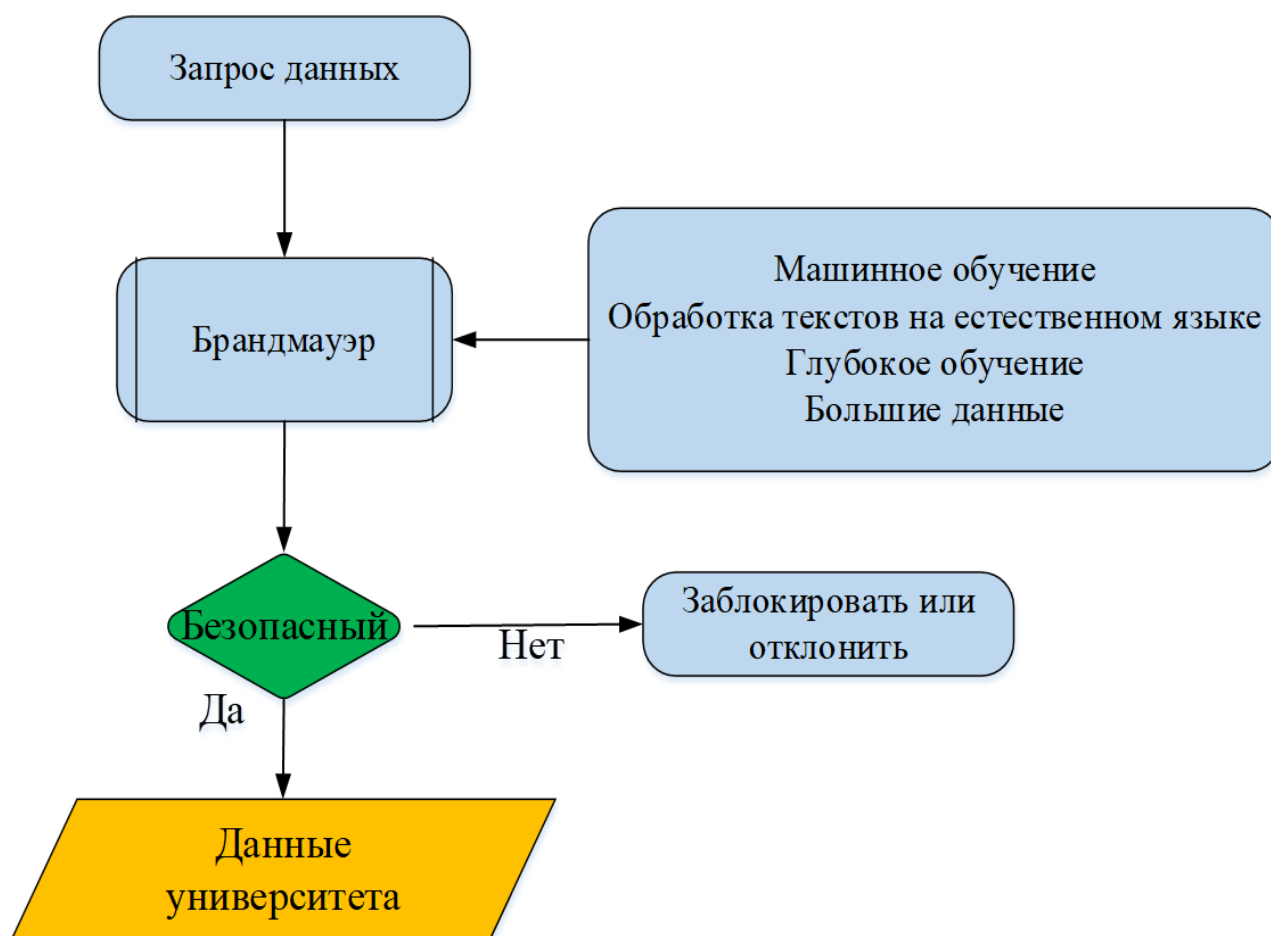 Запрос данных
Машинное обучение
Обработка текстов на естественном языке
Глубокое обучение
Большие данные
Брандмауэр
Безопасный
Нет
Заблокировать или
отклонить
Да
Данные
университета